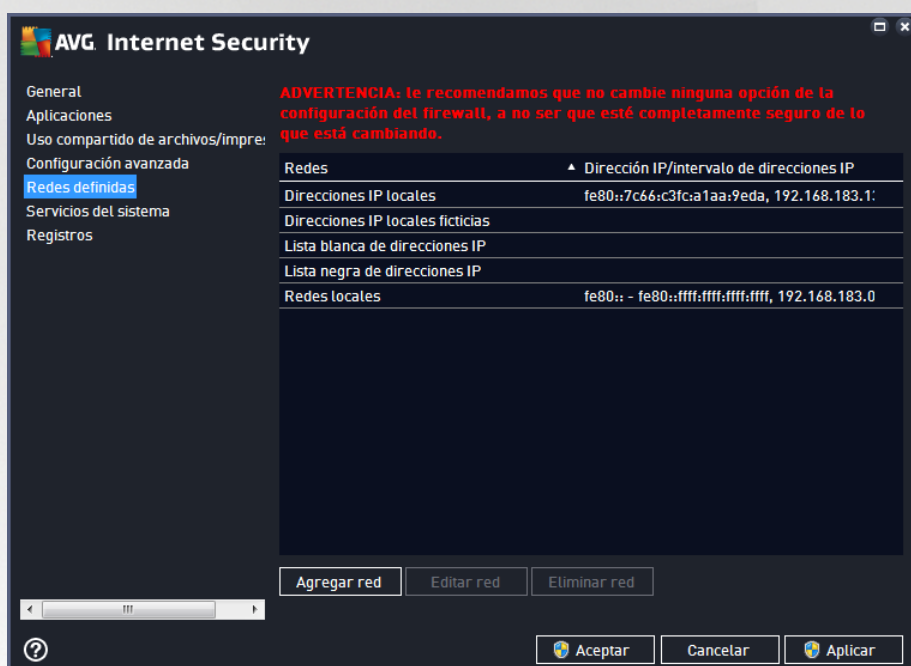 AVG Internet Security
General
Aplicaciones
Uso compartido de archivos/impre
Configuración avanzada
Redes definidas
Servicios del sistema
Registros
ADVERTENCIA: le recomendamos que no cambie ninguna opción de la
configuración del firewall, a no ser que esté completamente seguro de lo
que está cambiando.
Redes Dirección IP/intervalo de direcciones IP
Direcciones IP locales fe80::7c66:c3fc:a1aa:9eda, 192.168.183.1
Direcciones IP locales ficticias
Lista blanca de direcciones IP
Lista negra de direcciones IP
Redes locales fe80:: - fe80::ffff:ffff:ffff:ffff, 192.168.183.0
Agregar red Editar red Eliminar red
Aceptar Cancelar Aplicar